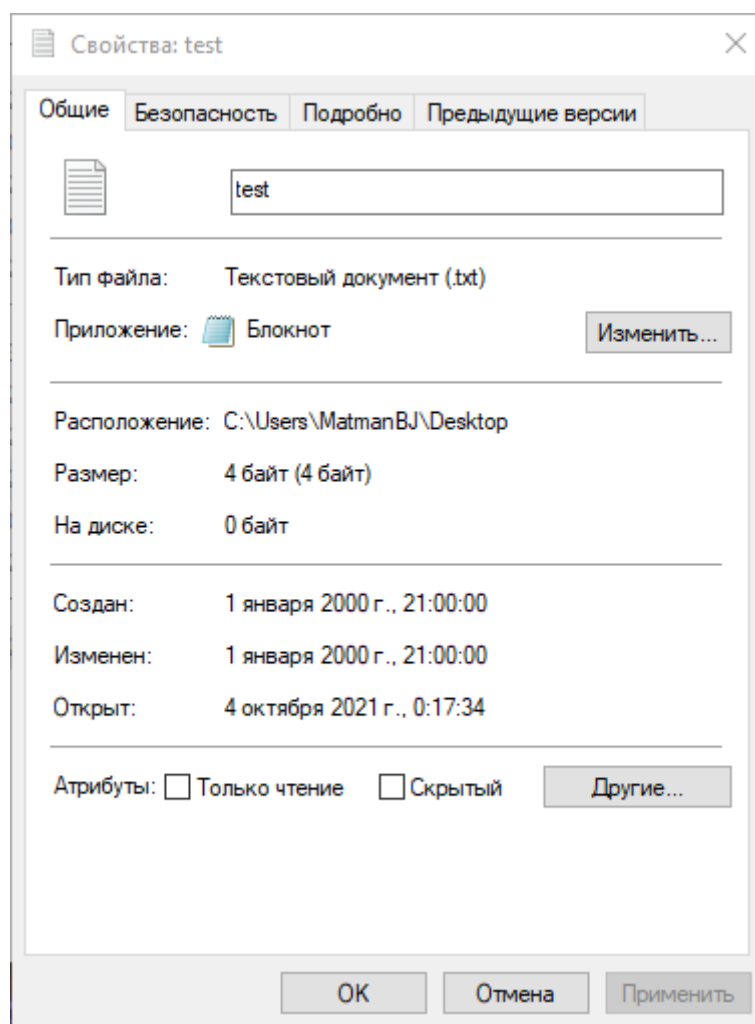 Свойства: test
Общие Безопасность Подробно Предыдущие версии
test
Тип файла: Текстовый документ (.txt)
Приложение: Блокнот Изменить...
Расположение: C:\Users\MatmanBJ\Desktop
Размер: 4 байт (4 байт)
На диске: 0 байт
Создан: 1 января 2000 г., 21:00:00
Изменен: 1 января 2000 г., 21:00:00
Открыт: 4 октября 2021 г., 0:17:34
Атрибуты: Только чтение Скрытый Другие...
OK Отмена Применить